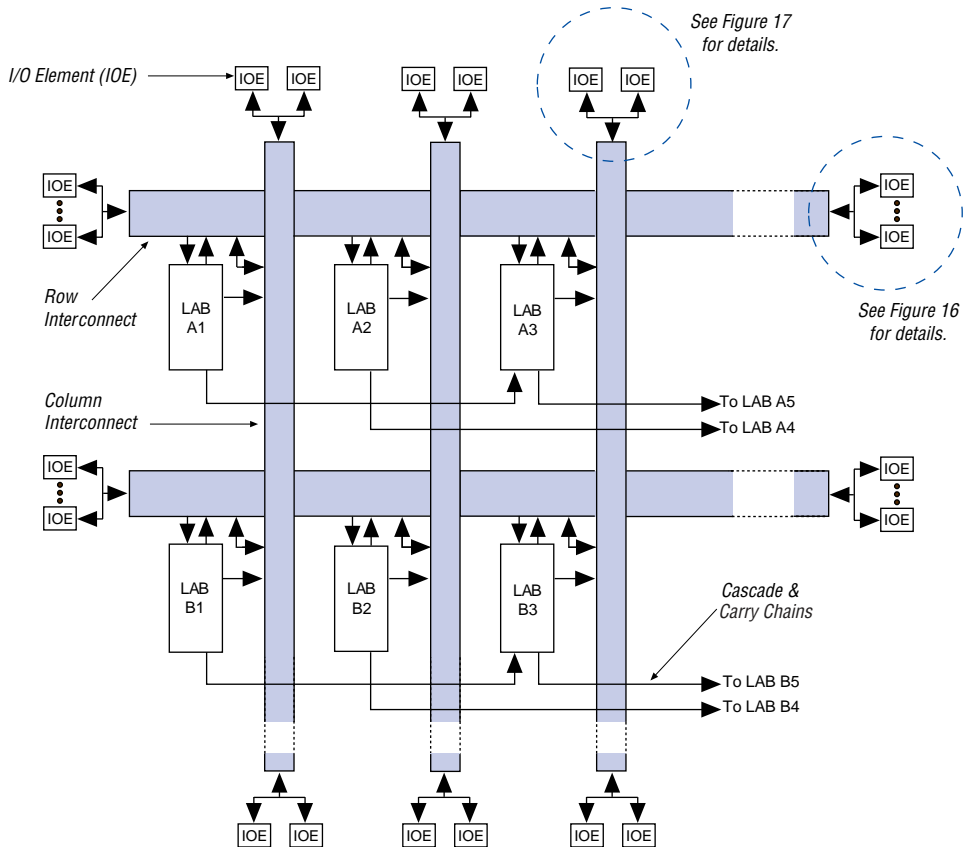 See Figure 17
for details.
I/O Element (IOE)
IOE IOE IOE IOE IOE IOE
IOE IOE
IOE IOE
Row
Interconnect
LAB
A1
LAB
A2
LAB
A3
See Figure 16
for details.
Column
Interconnect
To LAB A5
To LAB A4
IOE IOE
IOE IOE
LAB
B1
LAB
B2
LAB
B3
Cascade &
Carry Chains
To LAB B5
To LAB B4
IOE IOE IOE IOE IOE IOE